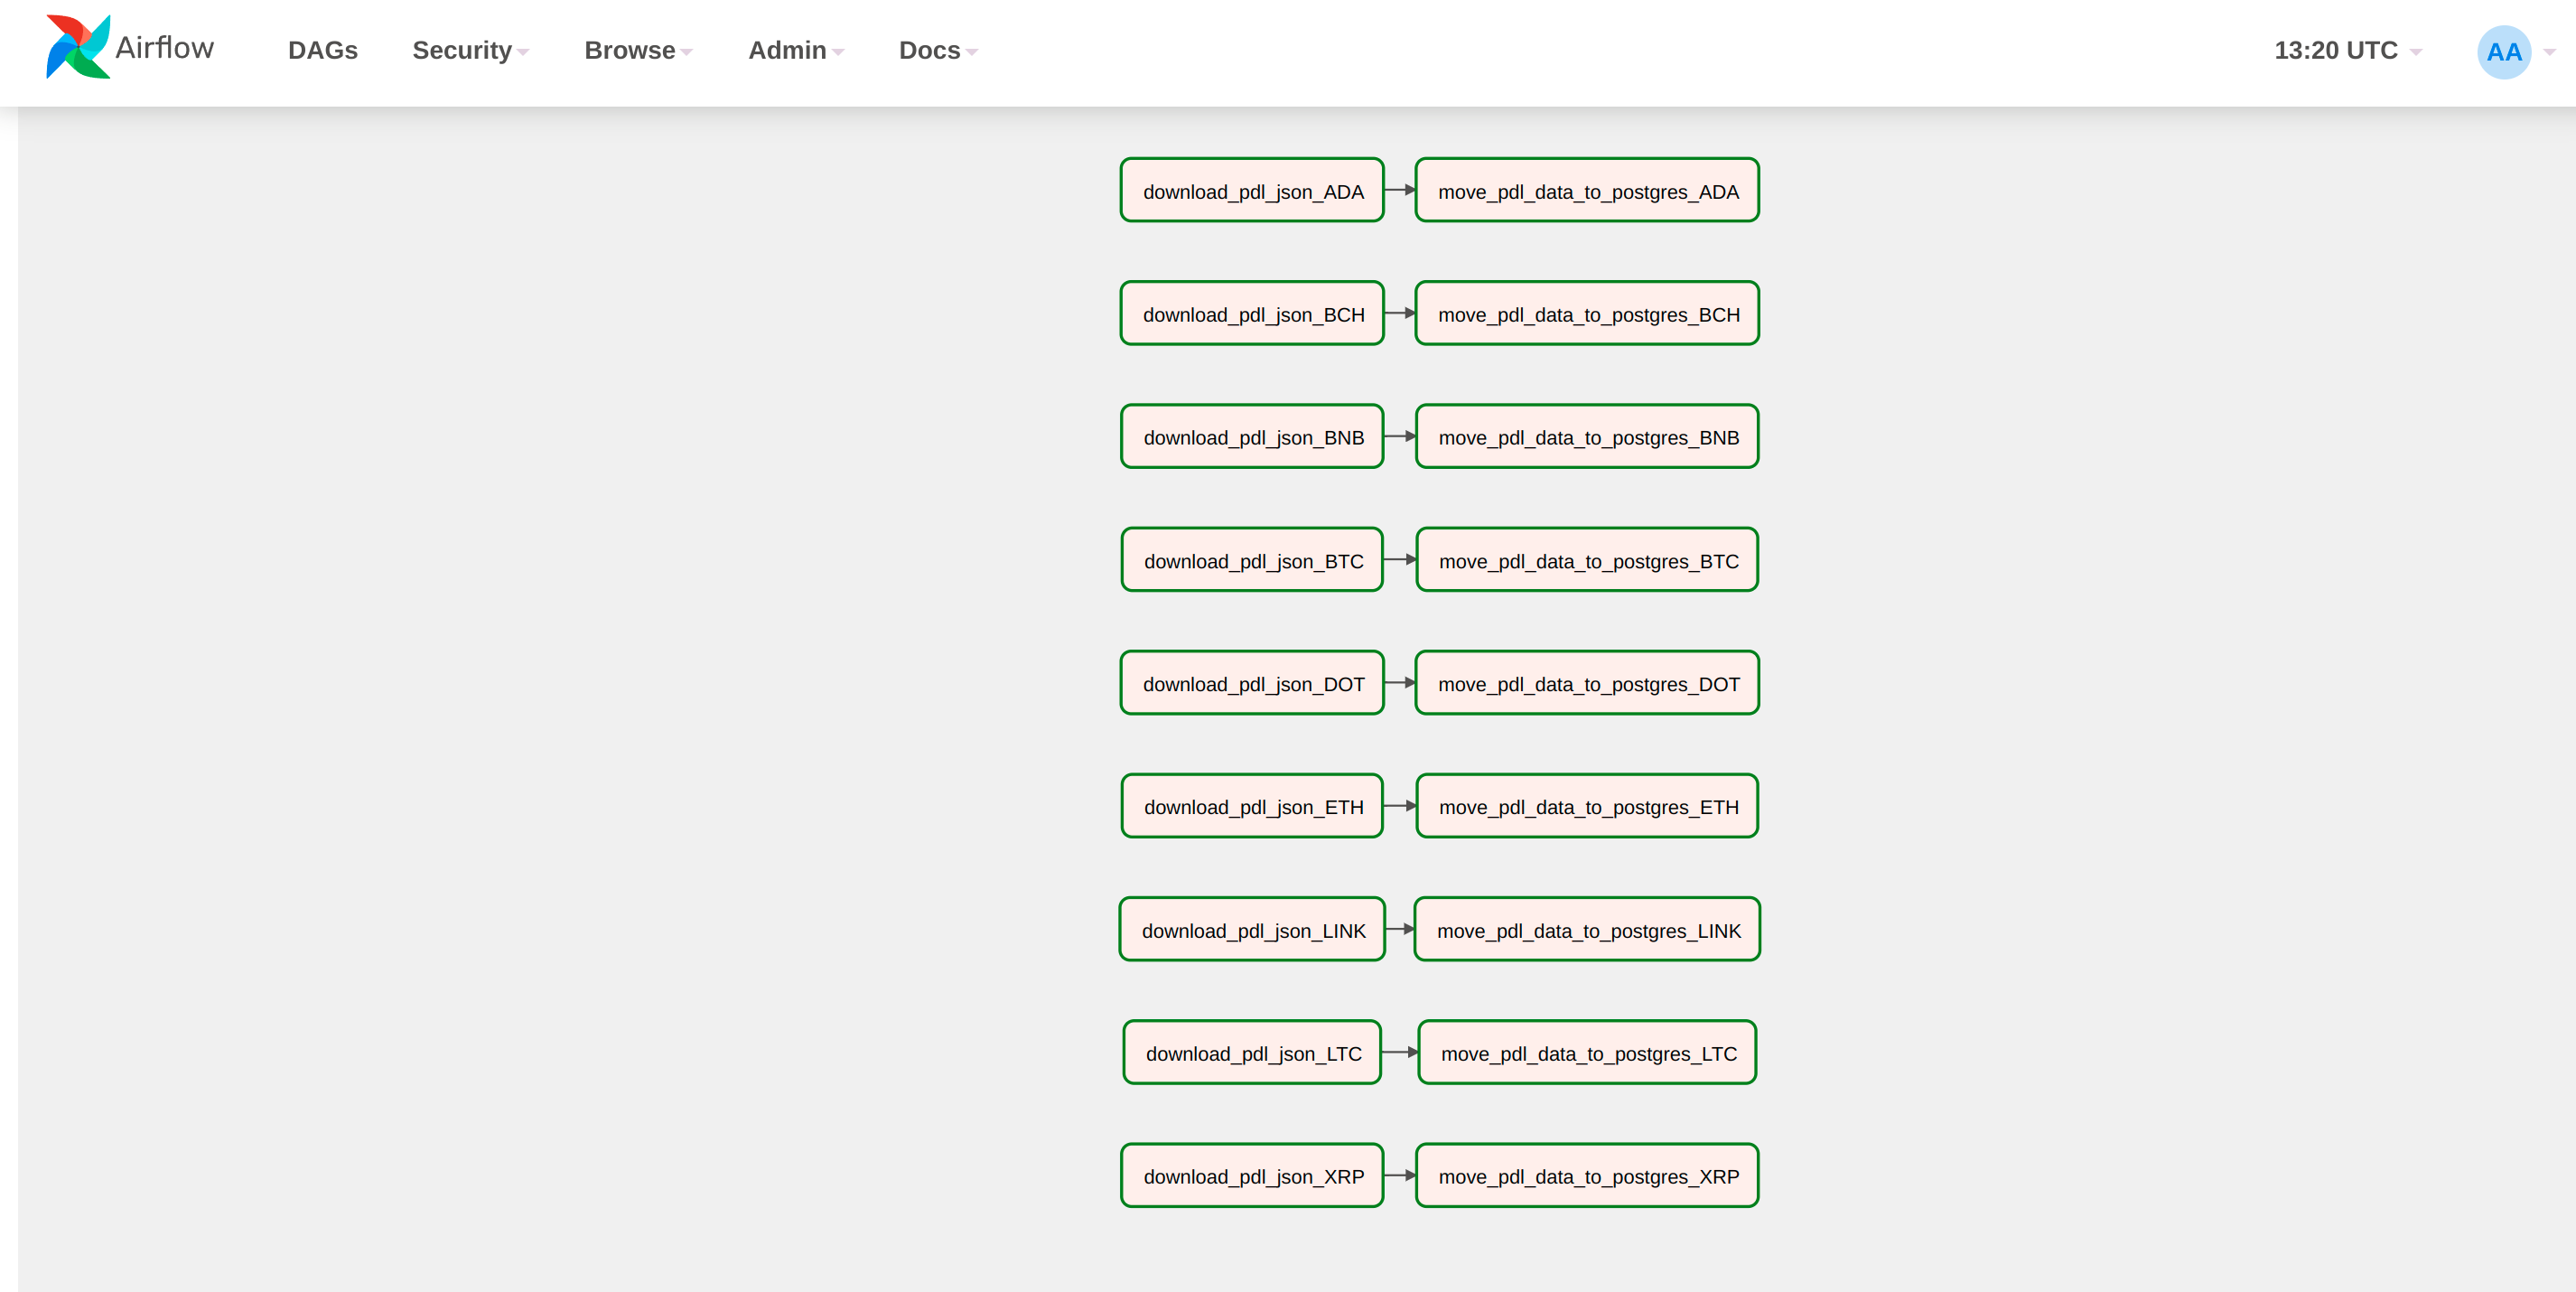 Airflow DAGs Security Browse Admin Docs 13:20 UTC AA
download_pdl_json_ADA move_pdl_data_to_postgres_ADA
download_pdl_json_BCH move_pdl_data_to_postgres_BCH
download_pdl_json_BNB move_pdl_data_to_postgres_BNB
download_pdl_json_BTC move_pdl_data_to_postgres_BTC
download_pdl_json_DOT move_pdl_data_to_postgres_DOT
download_pdl_json_ETH move_pdl_data_to_postgres_ETH
download_pdl_json_LINK move_pdl_data_to_postgres_LINK
download_pdl_json_LTC move_pdl_data_to_postgres_LTC
download_pdl_json_XRP move_pdl_data_to_postgres_XRP